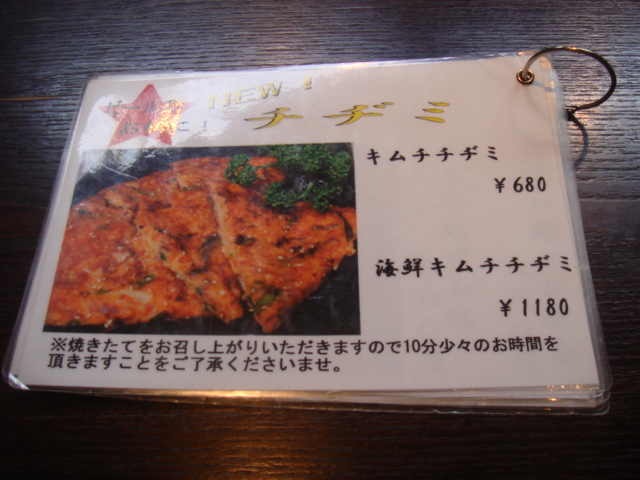 NEW !
チヂミ
キムチチヂミ
￥680
海鮮キムチチヂミ
￥1180
※焼きたてをお召し上がりいただきますので10分少々のお時間を
頂きますことをご了承くださいませ。